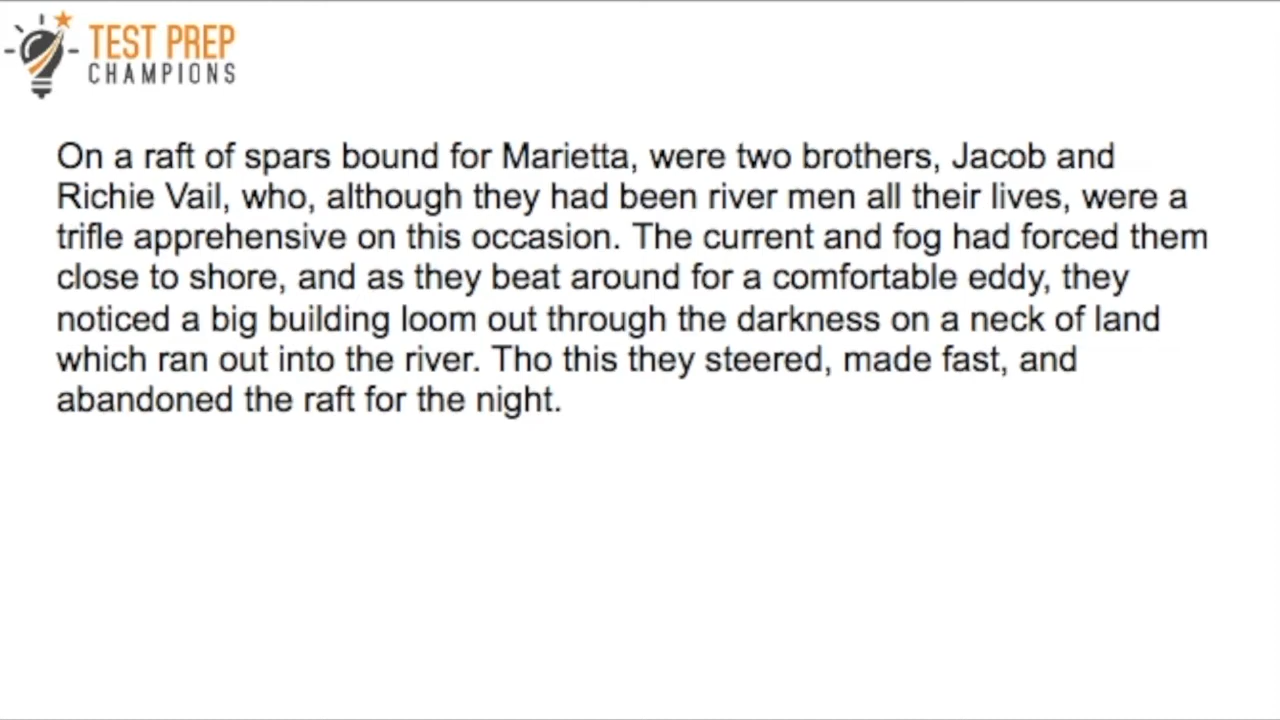 TEST PREP
CHAMPIONS
On a raft of spars bound for Marietta, were two brothers, Jacob and
Richie Vail, who, although they had been river men all their lives, were a
trifle apprehensive on this occasion. The current and fog had forced them
close to shore, and as they beat around for a comfortable eddy, they
noticed a big building loom out through the darkness on a neck of land
which ran out into the river. Tho this they steered, made fast, and
abandoned the raft for the night.